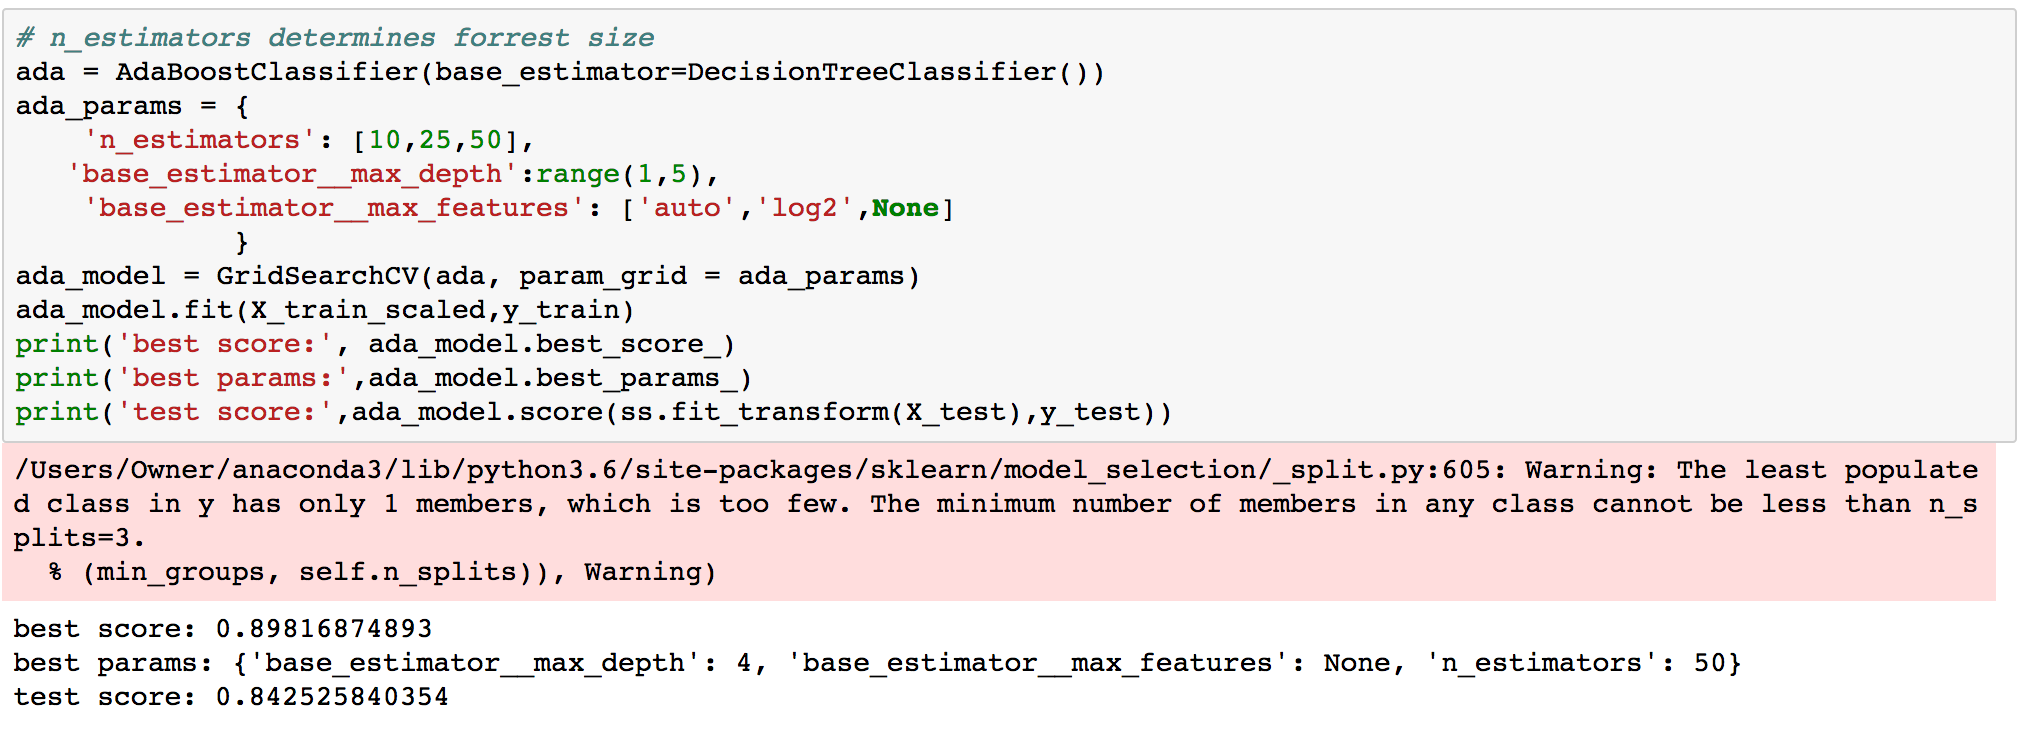 # n_estimators determines forrest size
ada = AdaBoostClassifier(base_estimator=DecisionTreeClassifier())
ada_params = {
    'n_estimators': [10,25,50],
   'base_estimator__max_depth':range(1,5),
    'base_estimator__max_features': ['auto','log2',None]
             }
ada_model = GridSearchCV(ada, param_grid = ada_params)
ada_model.fit(X_train_scaled,y_train)
print('best score:', ada_model.best_score_)
print('best params:',ada_model.best_params_)
print('test score:',ada_model.score(ss.fit_transform(X_test),y_test))
/Users/Owner/anaconda3/lib/python3.6/site-packages/sklearn/model_selection/_split.py:605: Warning: The least populate
d class in y has only 1 members, which is too few. The minimum number of members in any class cannot be less than n_s
plits=3.
  % (min_groups, self.n_splits)), Warning)
best score: 0.89816874893
best params: {'base_estimator__max_depth': 4, 'base_estimator__max_features': None, 'n_estimators': 50}
test score: 0.842525840354